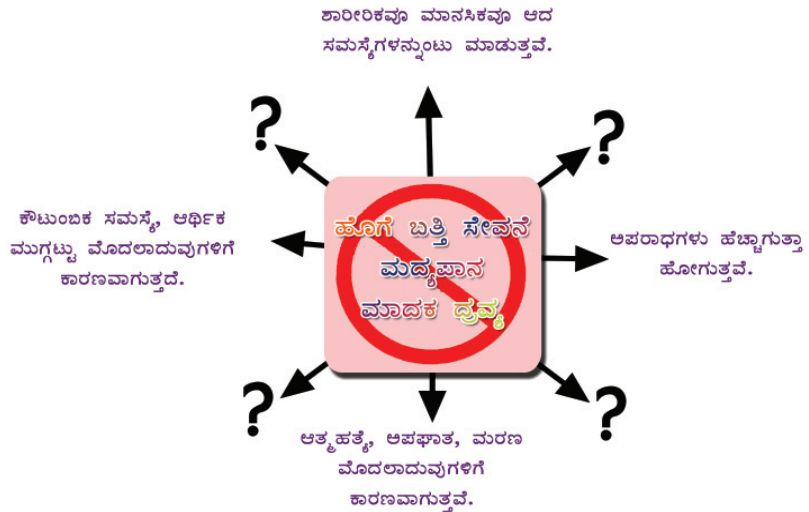 ಶಾರೀರಿಕವೂ ಮಾನಸಿಕವೂ ಆದ
ಸಮಸ್ಯೆಗಳನ್ನುಂಟು ಮಾಡುತ್ತವೆ.
?
?
ಕೌಟುಂಬಿಕ ಸಮಸ್ಯೆ, ಆರ್ಥಿಕ
ಮುಗ್ಗಟ್ಟು ಮೊದಲಾದುವುಗಳಿಗೆ
ಕಾರಣವಾಗುತ್ತದೆ.
ಹೊಗೆ ಬತ್ತಿ ಸೇವನೆ
ಮದ್ಯಪಾನ
ಮಾದಕ ದ್ರವ್ಯ
ಅಪರಾಧಗಳು ಹೆಚ್ಚಾಗುತ್ತಾ
ಹೋಗುತ್ತವೆ.
?
?
ಆತ್ಮಹತ್ಯೆ, ಅಪಘಾತ, ಮರಣ
ಮೊದಲಾದುವುಗಳಿಗೆ
ಕಾರಣವಾಗುತ್ತವೆ.